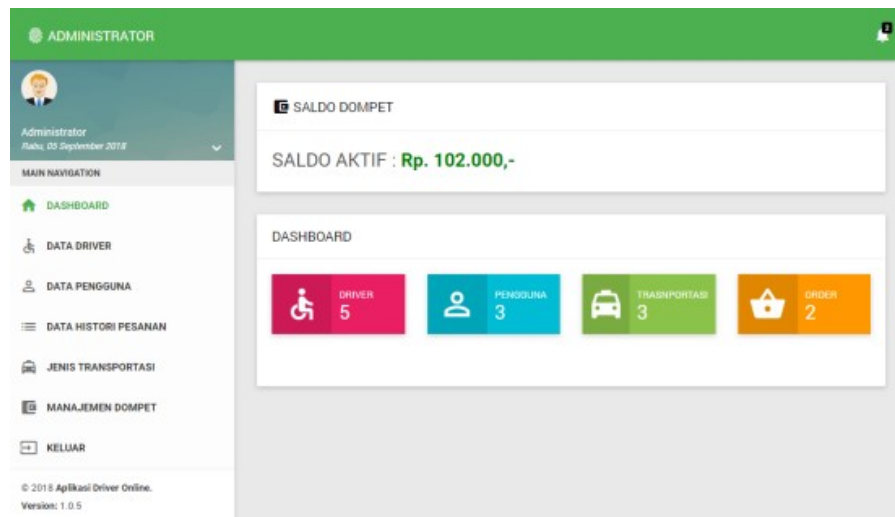 ADMINISTRATOR
2
Administrator
Rabu, 05 September 2018
MAIN NAVIGATION
DASHBOARD
DATA DRIVER
DATA PENGGUNA
DATA HISTORI PESANAN
JENIS TRANSPORTASI
MANAJEMEN DOMPET
KELUAR
© 2018 Aplikasi Driver Online.
Version: 1.0.5
SALDO DOMPET
SALDO AKTIF : Rp. 102.000,-
DASHBOARD
DRIVER
5
PENGGUNA
3
TRASNPORTASI
3
ORDER
2